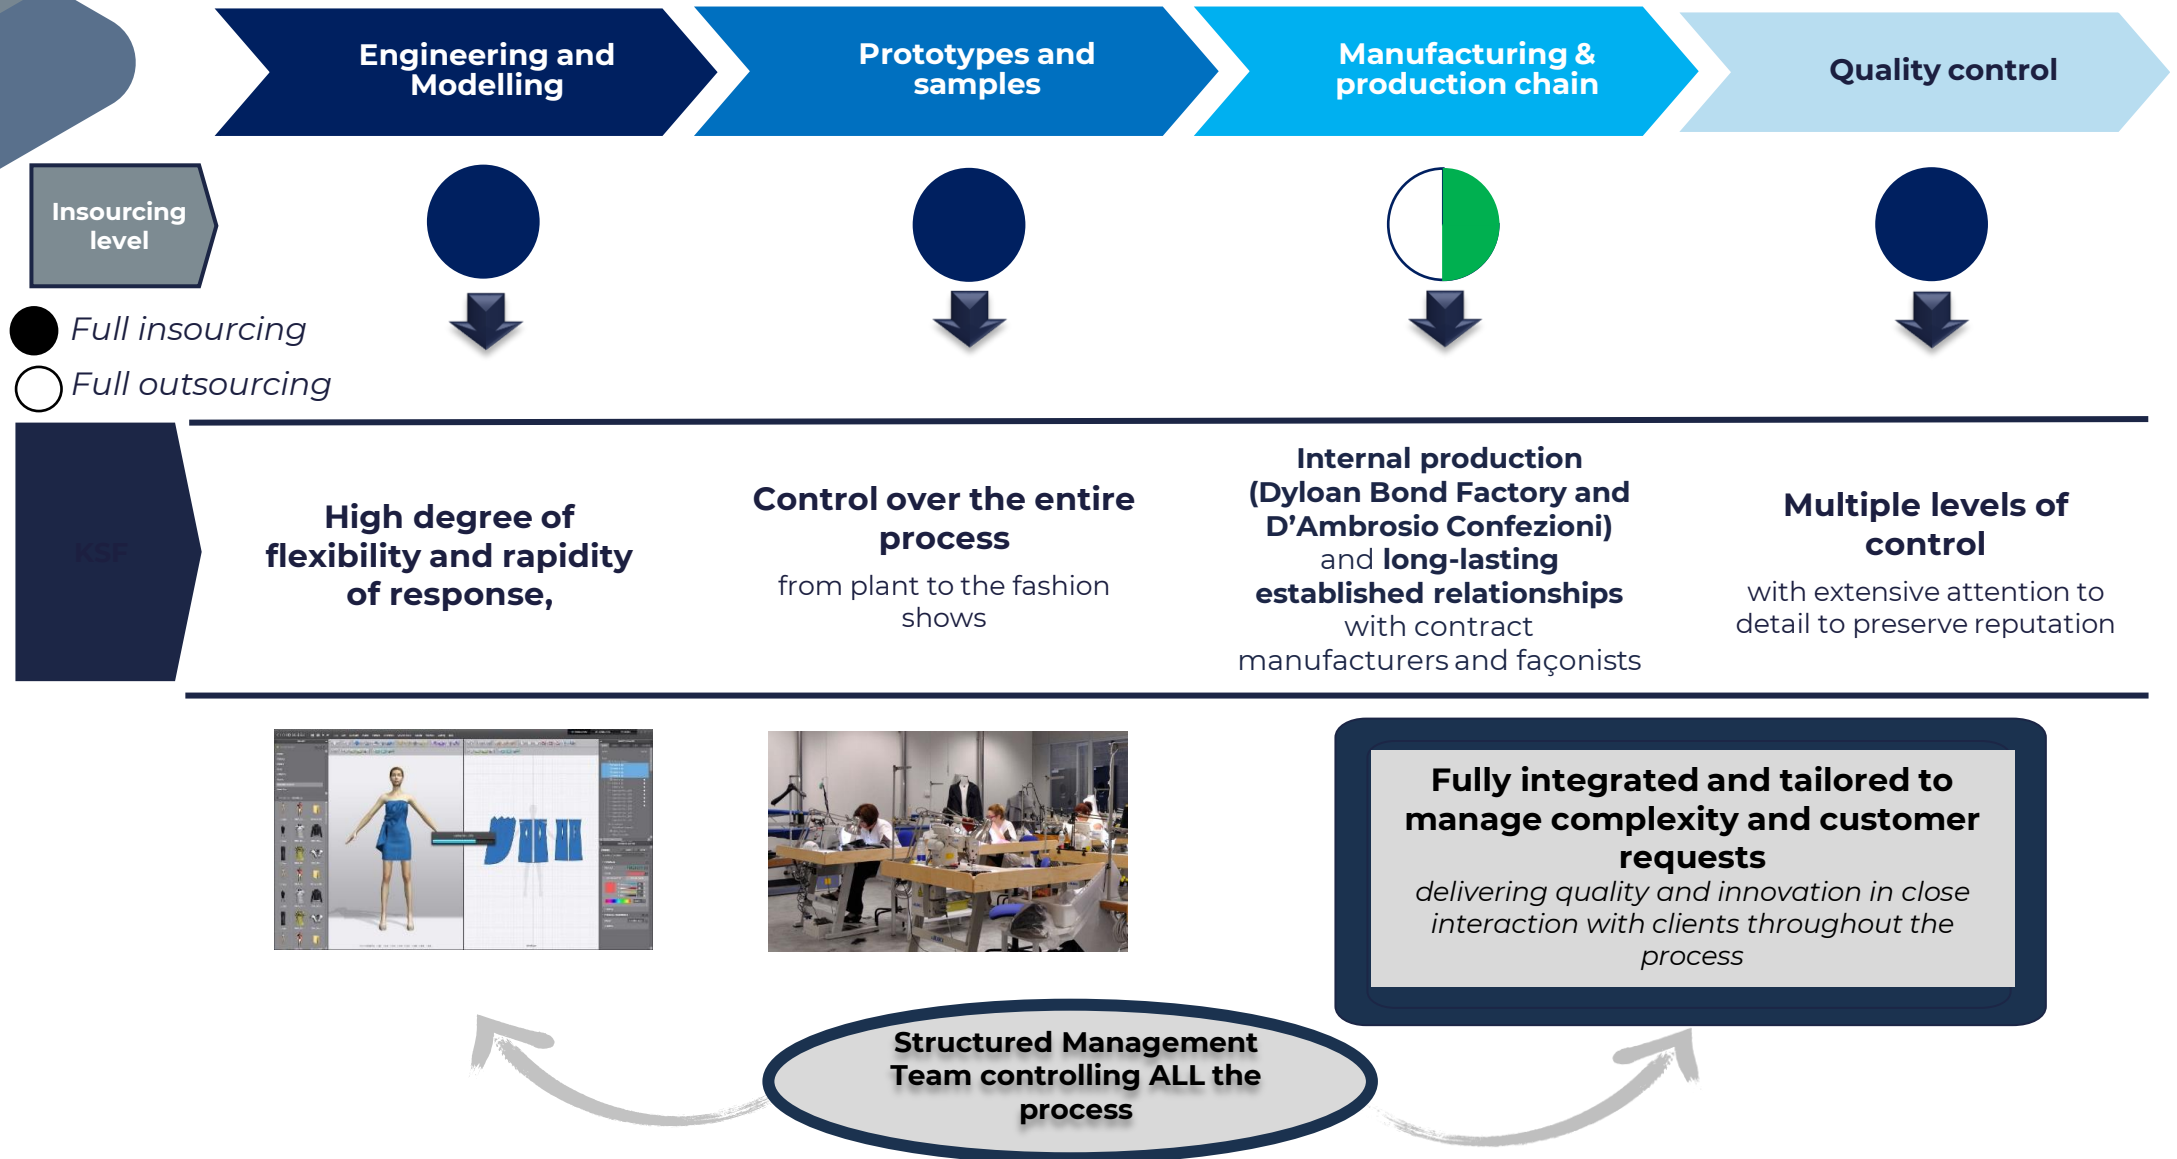 Engineering and
Modelling
Prototypes and
samples
Manufacturing &
production chain
Quality control
Insourcing
level
Full insourcing
Full outsourcing
KSF
High degree of
flexibility and rapidity
of response,
Control over the entire
process
from plant to the fashion
shows
Internal production
(Dyloan Bond Factory and
D’Ambrosio Confezioni)
and long-lasting
established relationships
with contract
manufacturers and façonists
Multiple levels of
control
with extensive attention to
detail to preserve reputation
Fully integrated and tailored to
manage complexity and customer
requests
delivering quality and innovation in close
interaction with clients throughout the
process
Structured Management
Team controlling ALL the
process